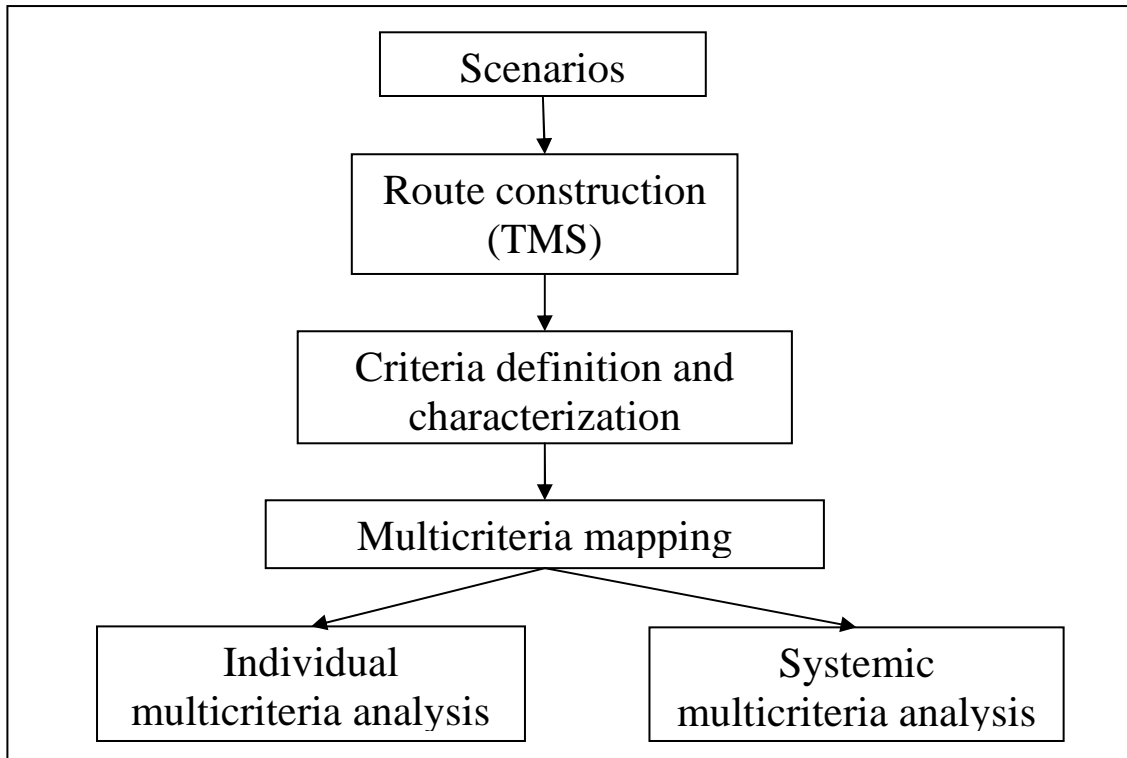 Scenarios
Route construction
(TMS)
Criteria definition and
characterization
Multicriteria mapping
Individual
multicriteria analysis
Systemic
multicriteria analysis